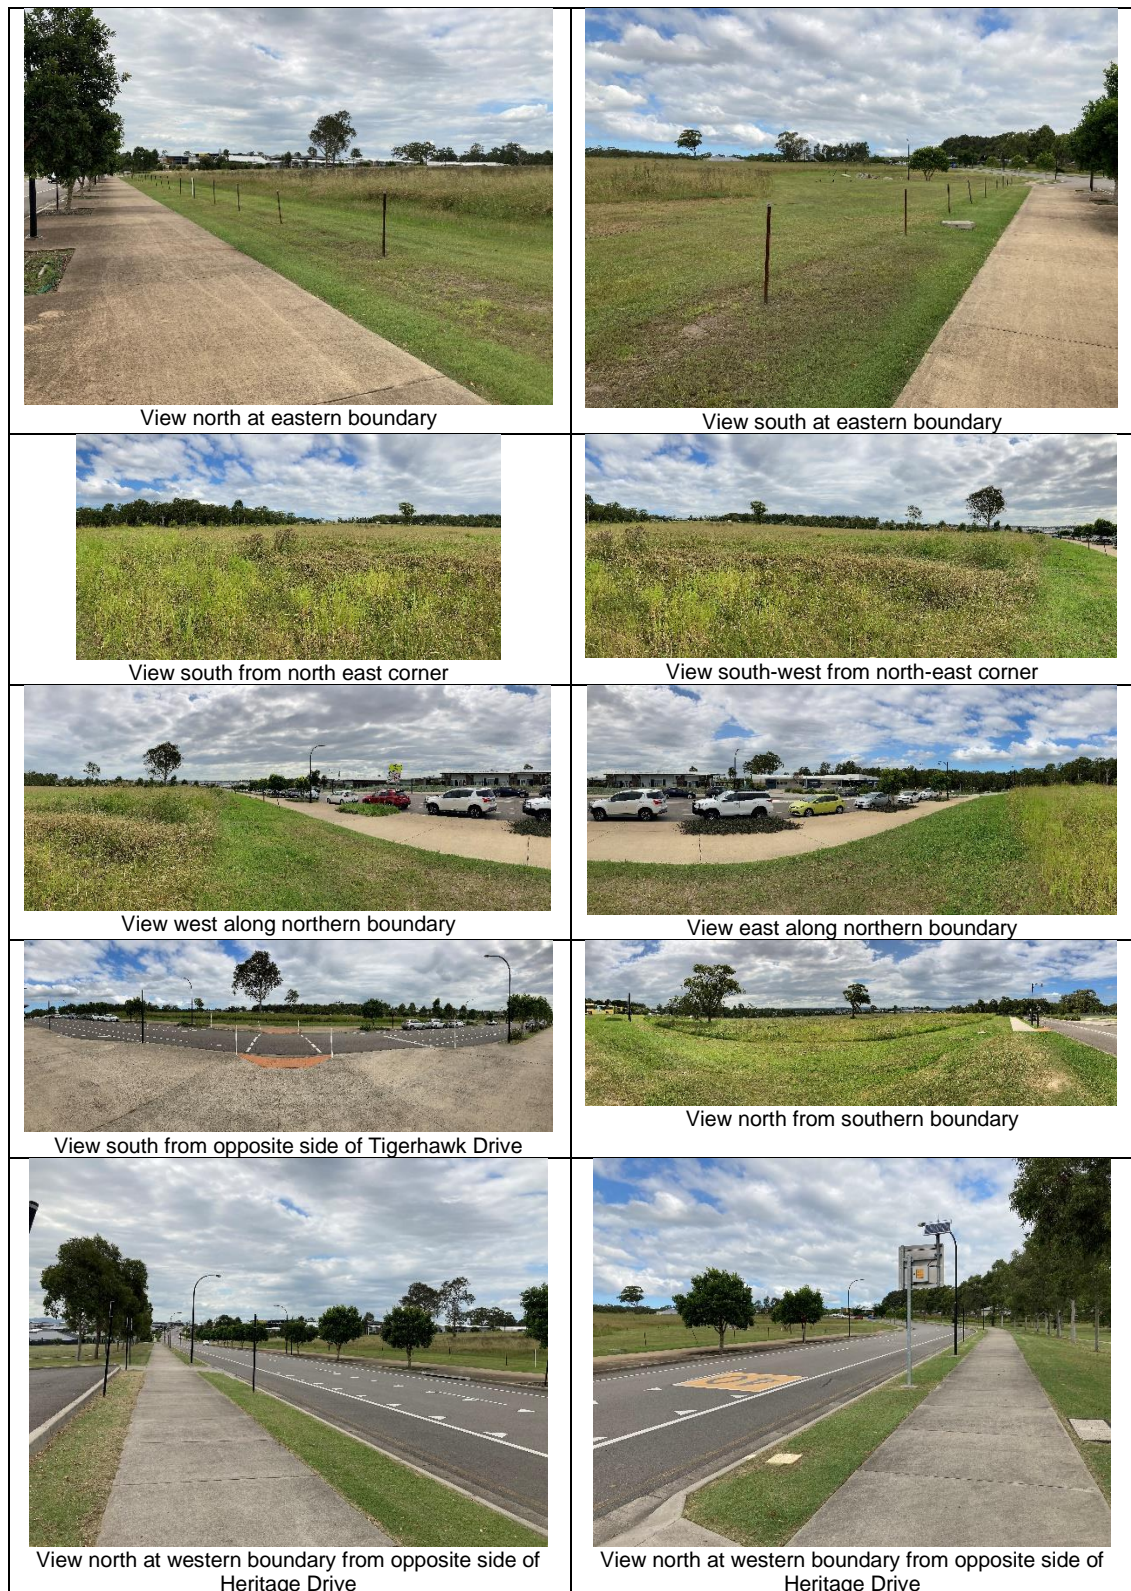 View north at eastern boundary
View south at eastern boundary
View south from north east corner
View south-west from north-east corner
View west along northern boundary
View east along northern boundary
View south from opposite side of Tigerhawk Drive
View north from southern boundary
View north at western boundary from opposite side of
Heritage Drive
View north at western boundary from opposite side of
Heritage Drive